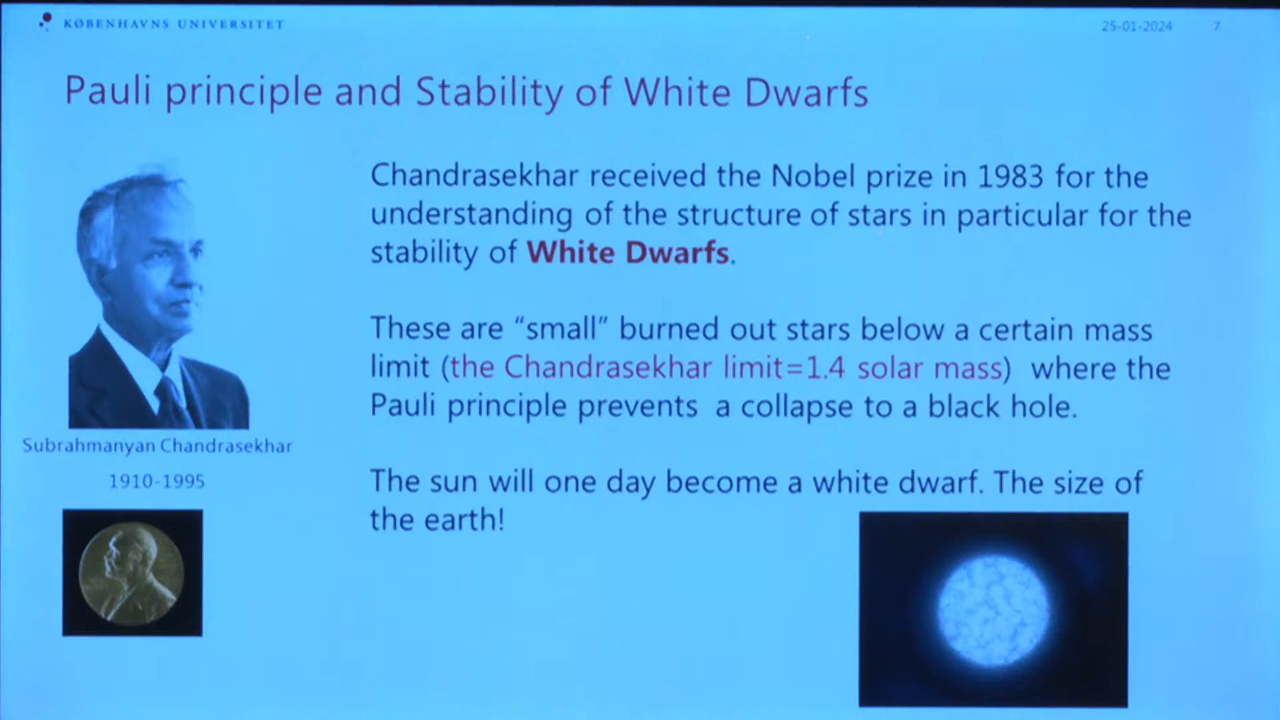 KØBENHAVNS UNIVERSITET
25-01-2024 7
Pauli principle and Stability of White Dwarfs
Chandrasekhar received the Nobel prize in 1983 for the
understanding of the structure of stars in particular for the
stability of White Dwarfs.
These are “small” burned out stars below a certain mass
limit (the Chandrasekhar limit=1.4 solar mass) where the
Pauli principle prevents a collapse to a black hole.
The sun will one day become a white dwarf. The size of
the earth!
Subrahmanyan Chandrasekhar
1910-1995